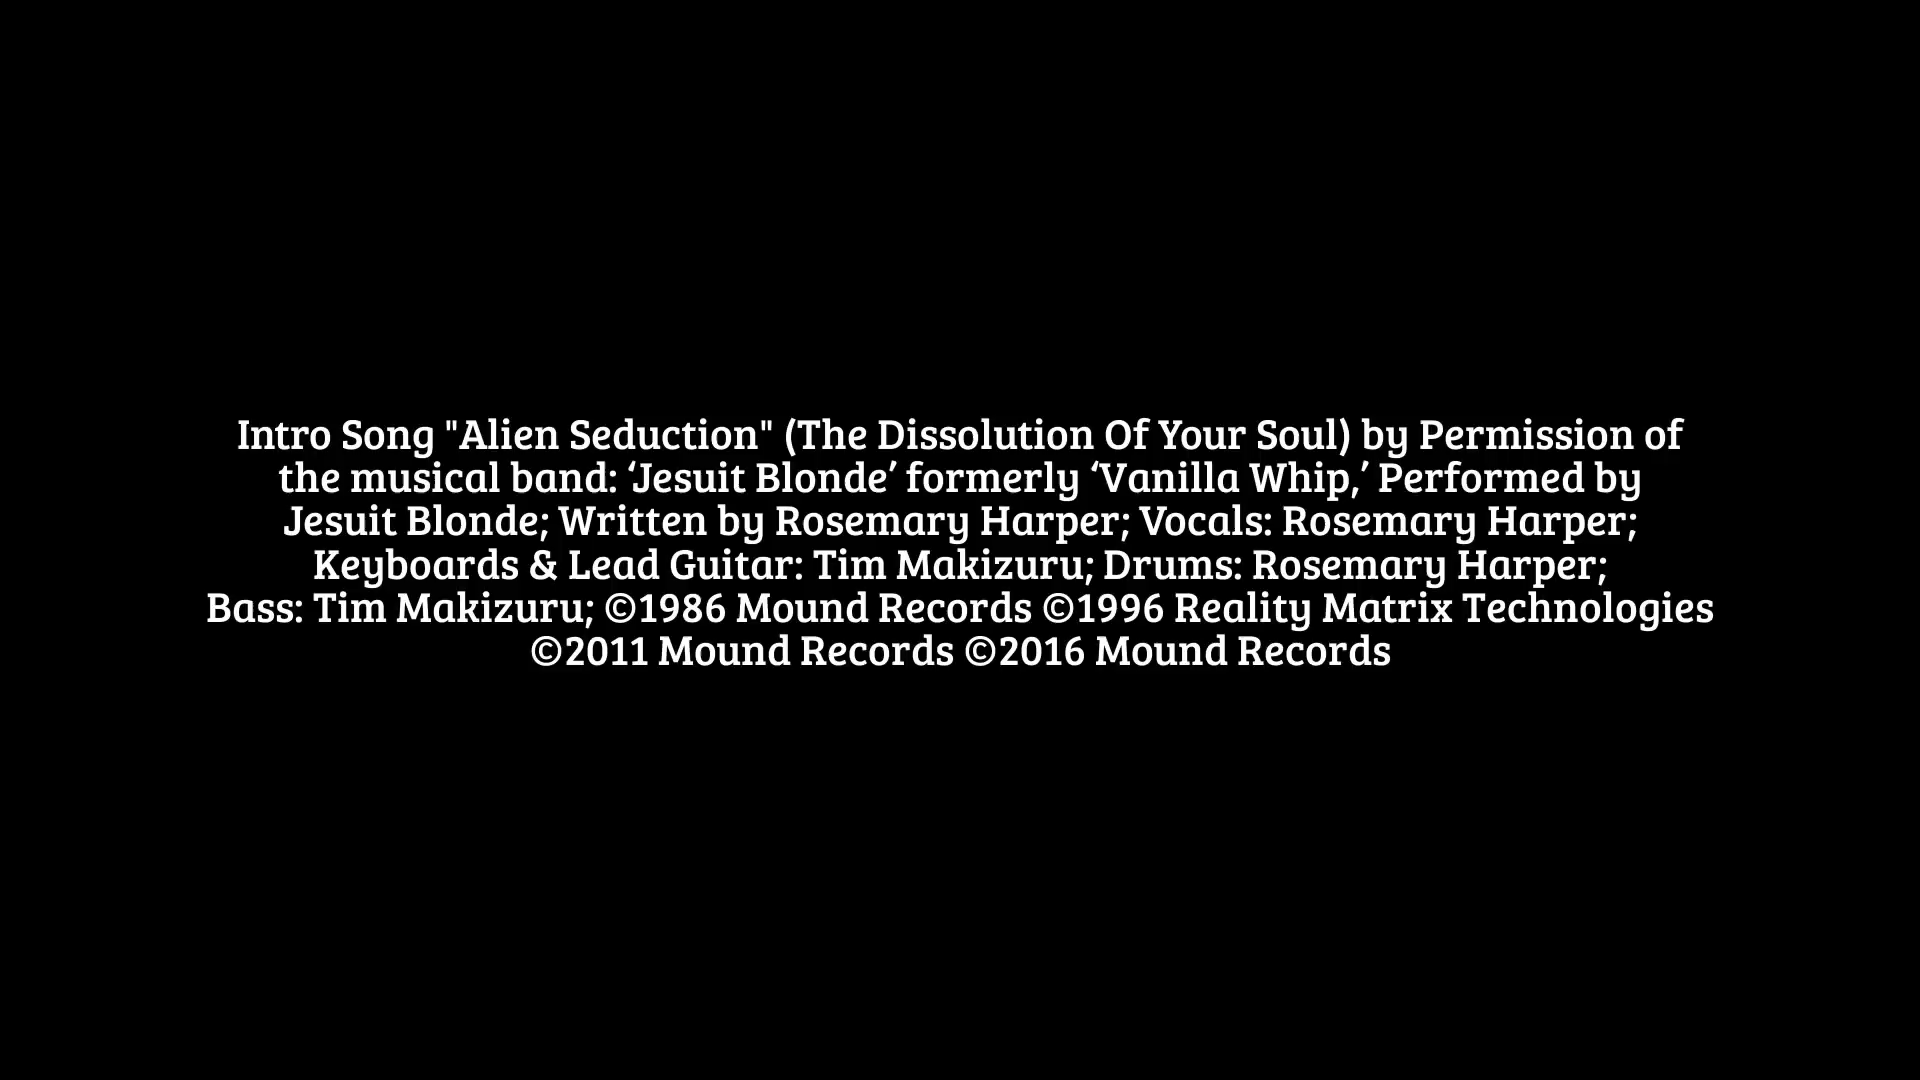 Intro Song "Alien Seduction" (The Dissolution Of Your Soul) by Permission of
the musical band: ‘Jesuit Blonde’ formerly ‘Vanilla Whip,’ Performed by
Jesuit Blonde; Written by Rosemary Harper; Vocals: Rosemary Harper;
Keyboards & Lead Guitar: Tim Makizuru; Drums: Rosemary Harper;
Bass: Tim Makizuru; ©1986 Mound Records ©1996 Reality Matrix Technologies
©2011 Mound Records ©2016 Mound Records